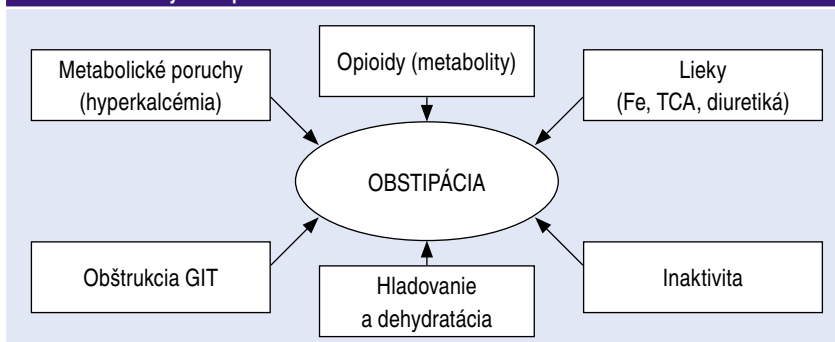 Metabolické poruchy
(hyperkalcémia)
Opioidy (metabolity)
Lieky
(Fe, TCA, diuretiká)
OBSTIPÁCIA
Obštrukcia GIT
Hladovanie
a dehydratácia
Inaktivita